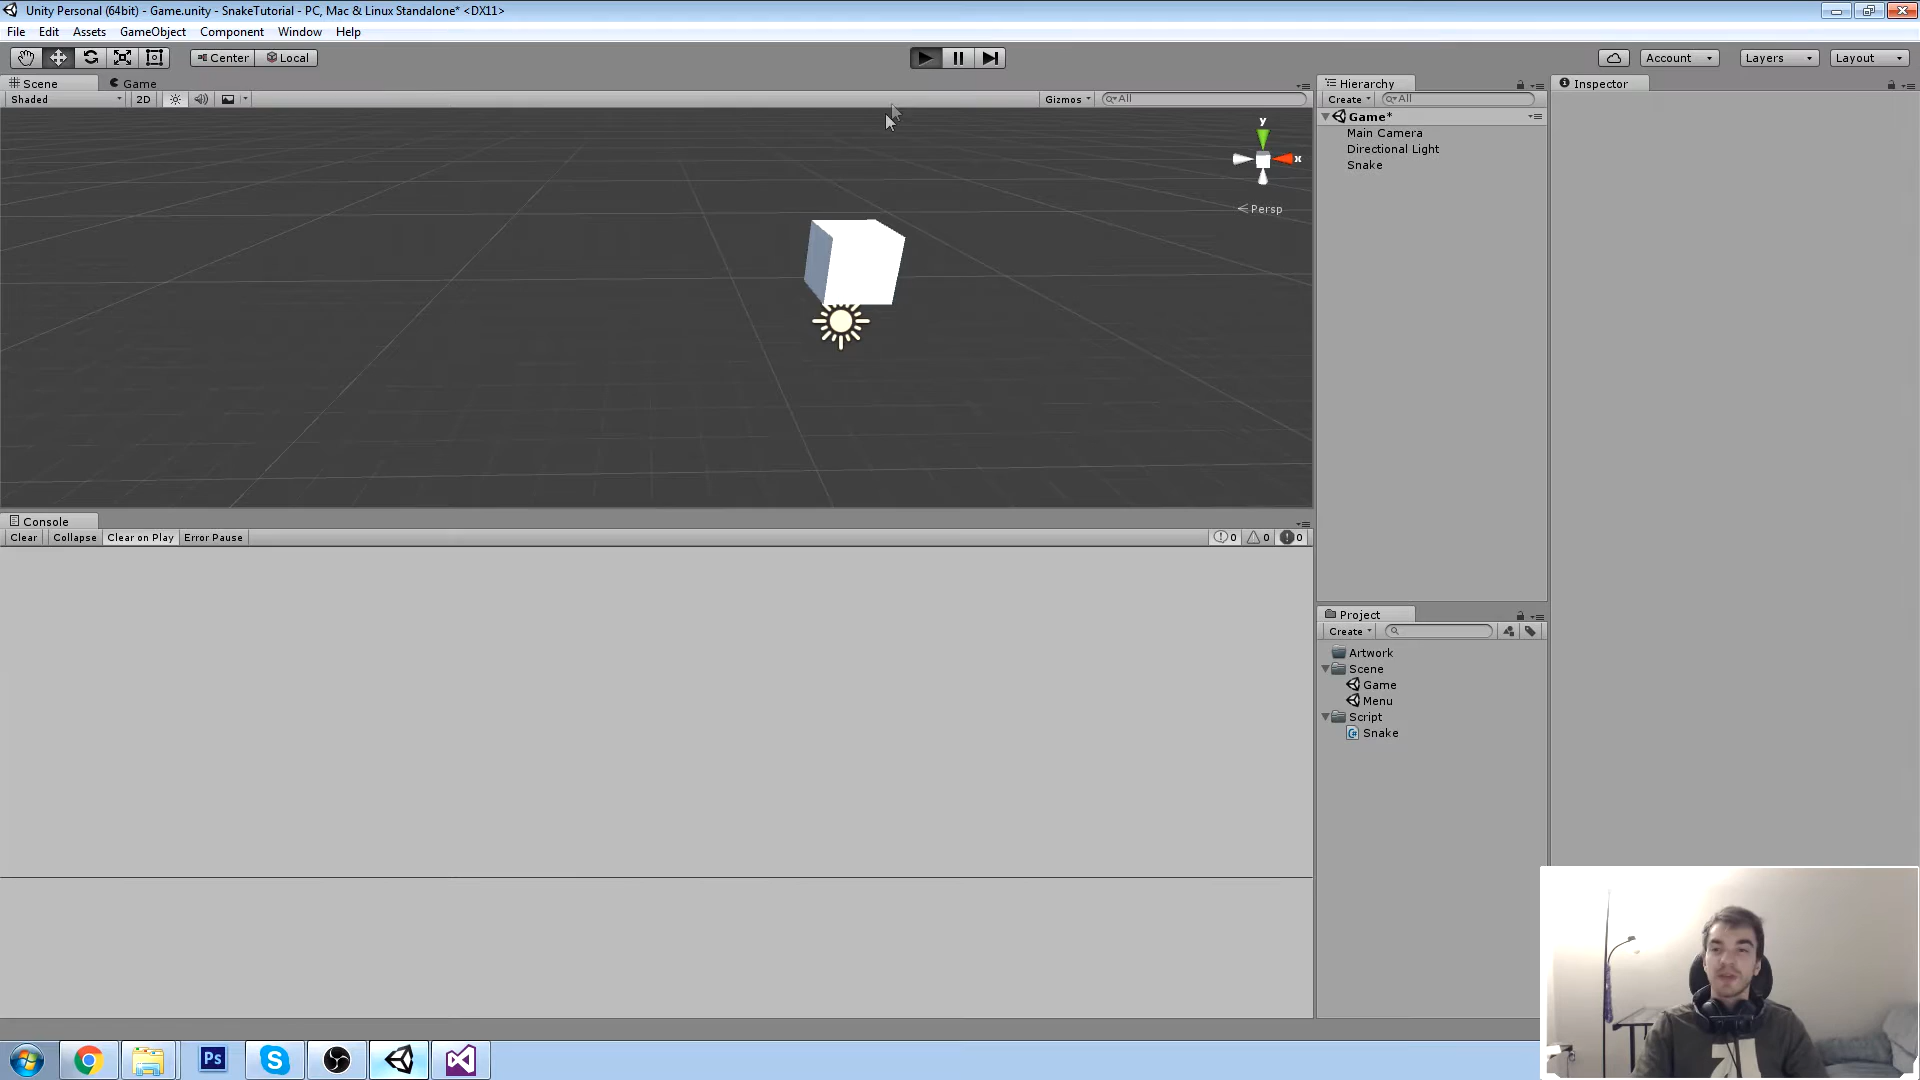 Unity Personal (64bit) - Game.unity - SnakeTutorial - PC, Mac & Linux Standalone* <DX11>
File Edit Assets GameObject Component Window Help
Center Local Account Layers Layout
Scene Game
Shaded 2D Gizmos All
y
x
Persp
Hierarchy
Create All
Game*
Main Camera
Directional Light
Snake
Inspector
Console
Clear Collapse Clear on Play Error Pause 0 0 0
Project
Create
Artwork
Scene
Game
Menu
Script
Snake
Ps